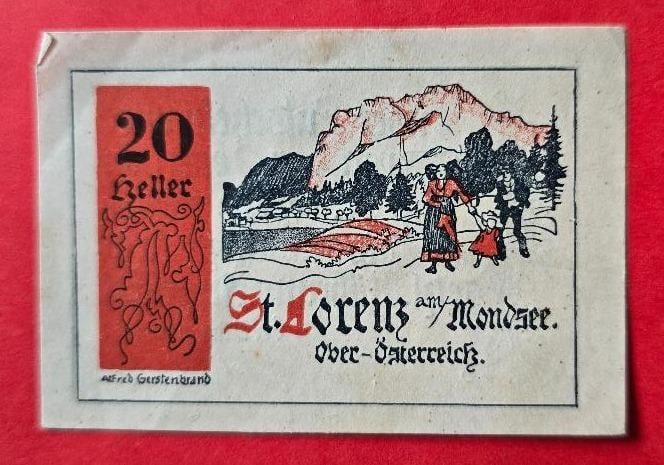 20
Heller
St. Lorenz am/Mondsee.
Ober-Österreich.
Alfred Gerstenbrand